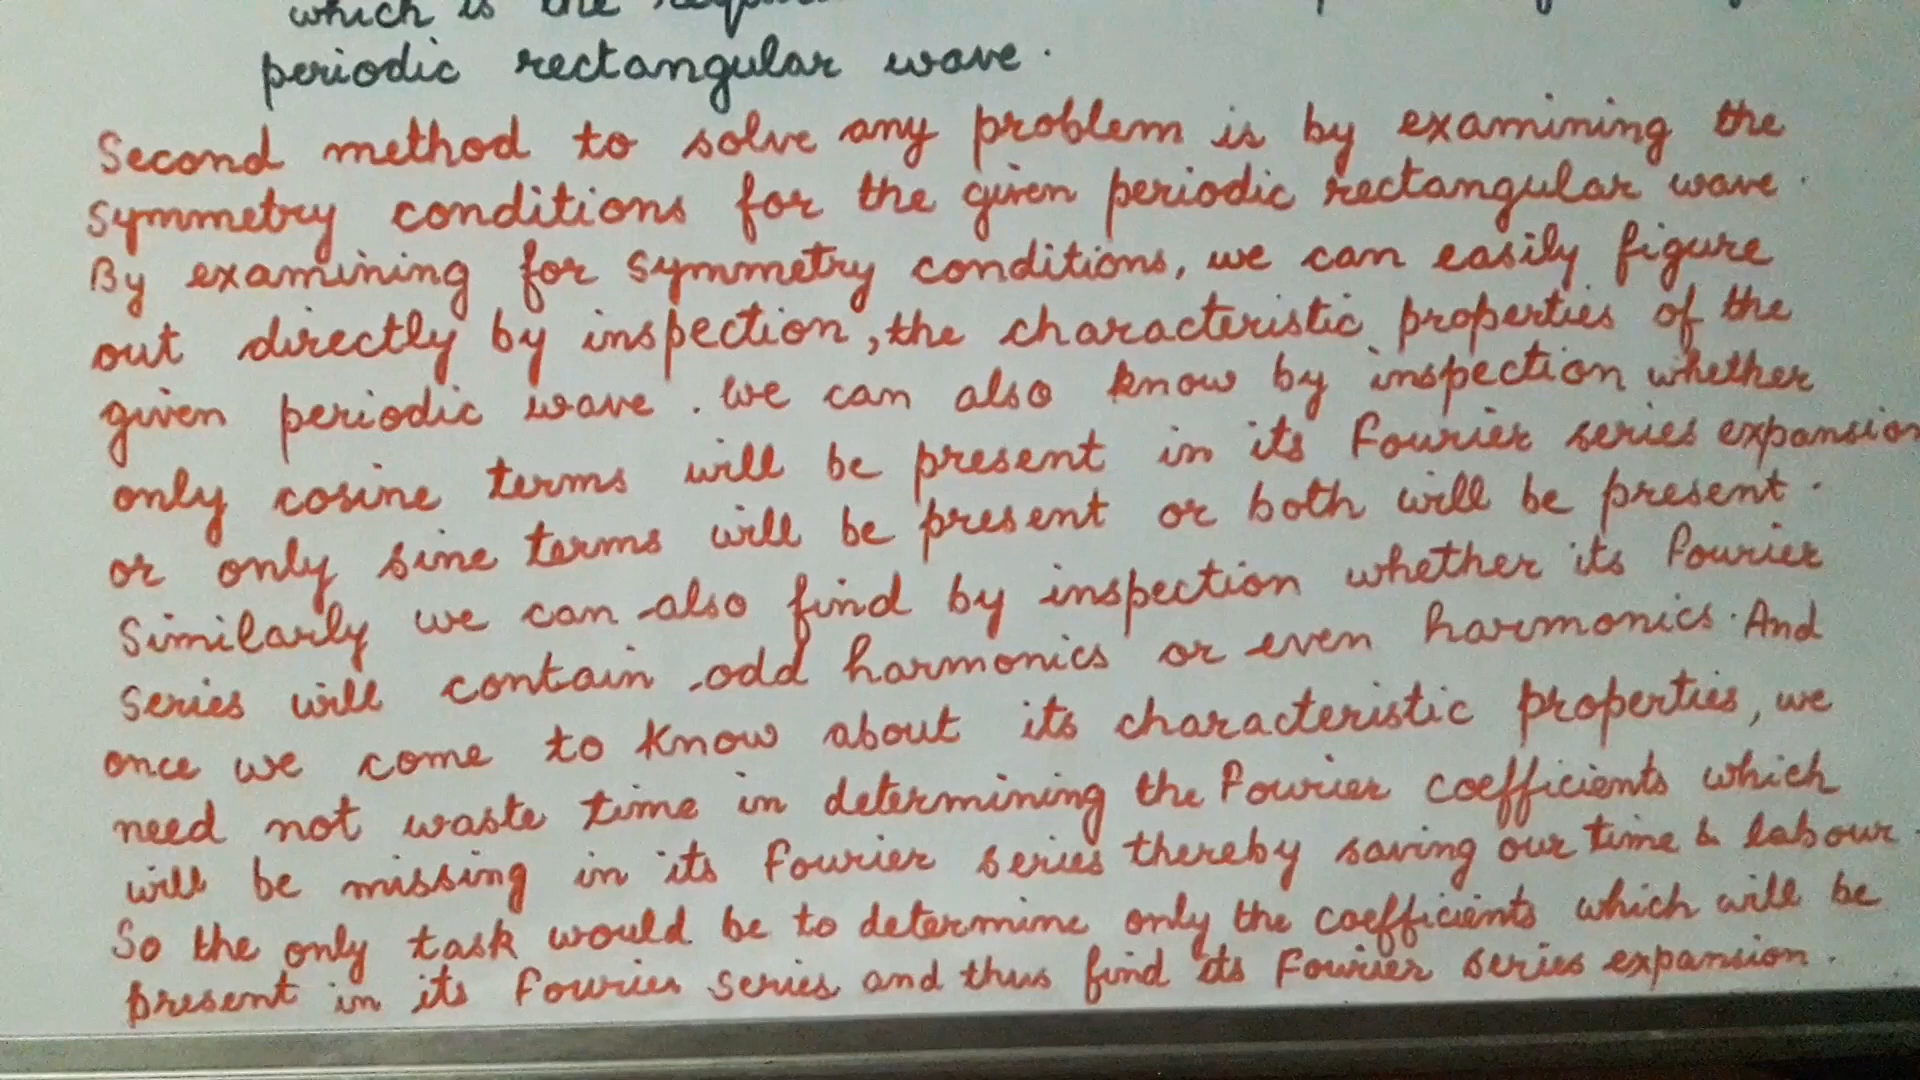 which is the
periodic rectangular wave.
Second method to solve any problem is by examining the
symmetry conditions for the given periodic rectangular wave.
By examining for symmetry conditions, we can easily figure
out directly by inspection, the characteristic properties of the
given periodic wave. We can also know by inspection whether
only cosine terms will be present in its Fourier series expansion
or only sine terms will be present or both will be present.
Similarly we can also find by inspection whether its Fourier
series will contain odd harmonics or even harmonics. And
once we come to know about its characteristic properties, we
need not waste time in determining the Fourier coefficients which
will be missing in its Fourier series thereby saving our time & labour.
So the only task would be to determine only the coefficients which will be
present in its Fourier series and thus find its Fourier series expansion.